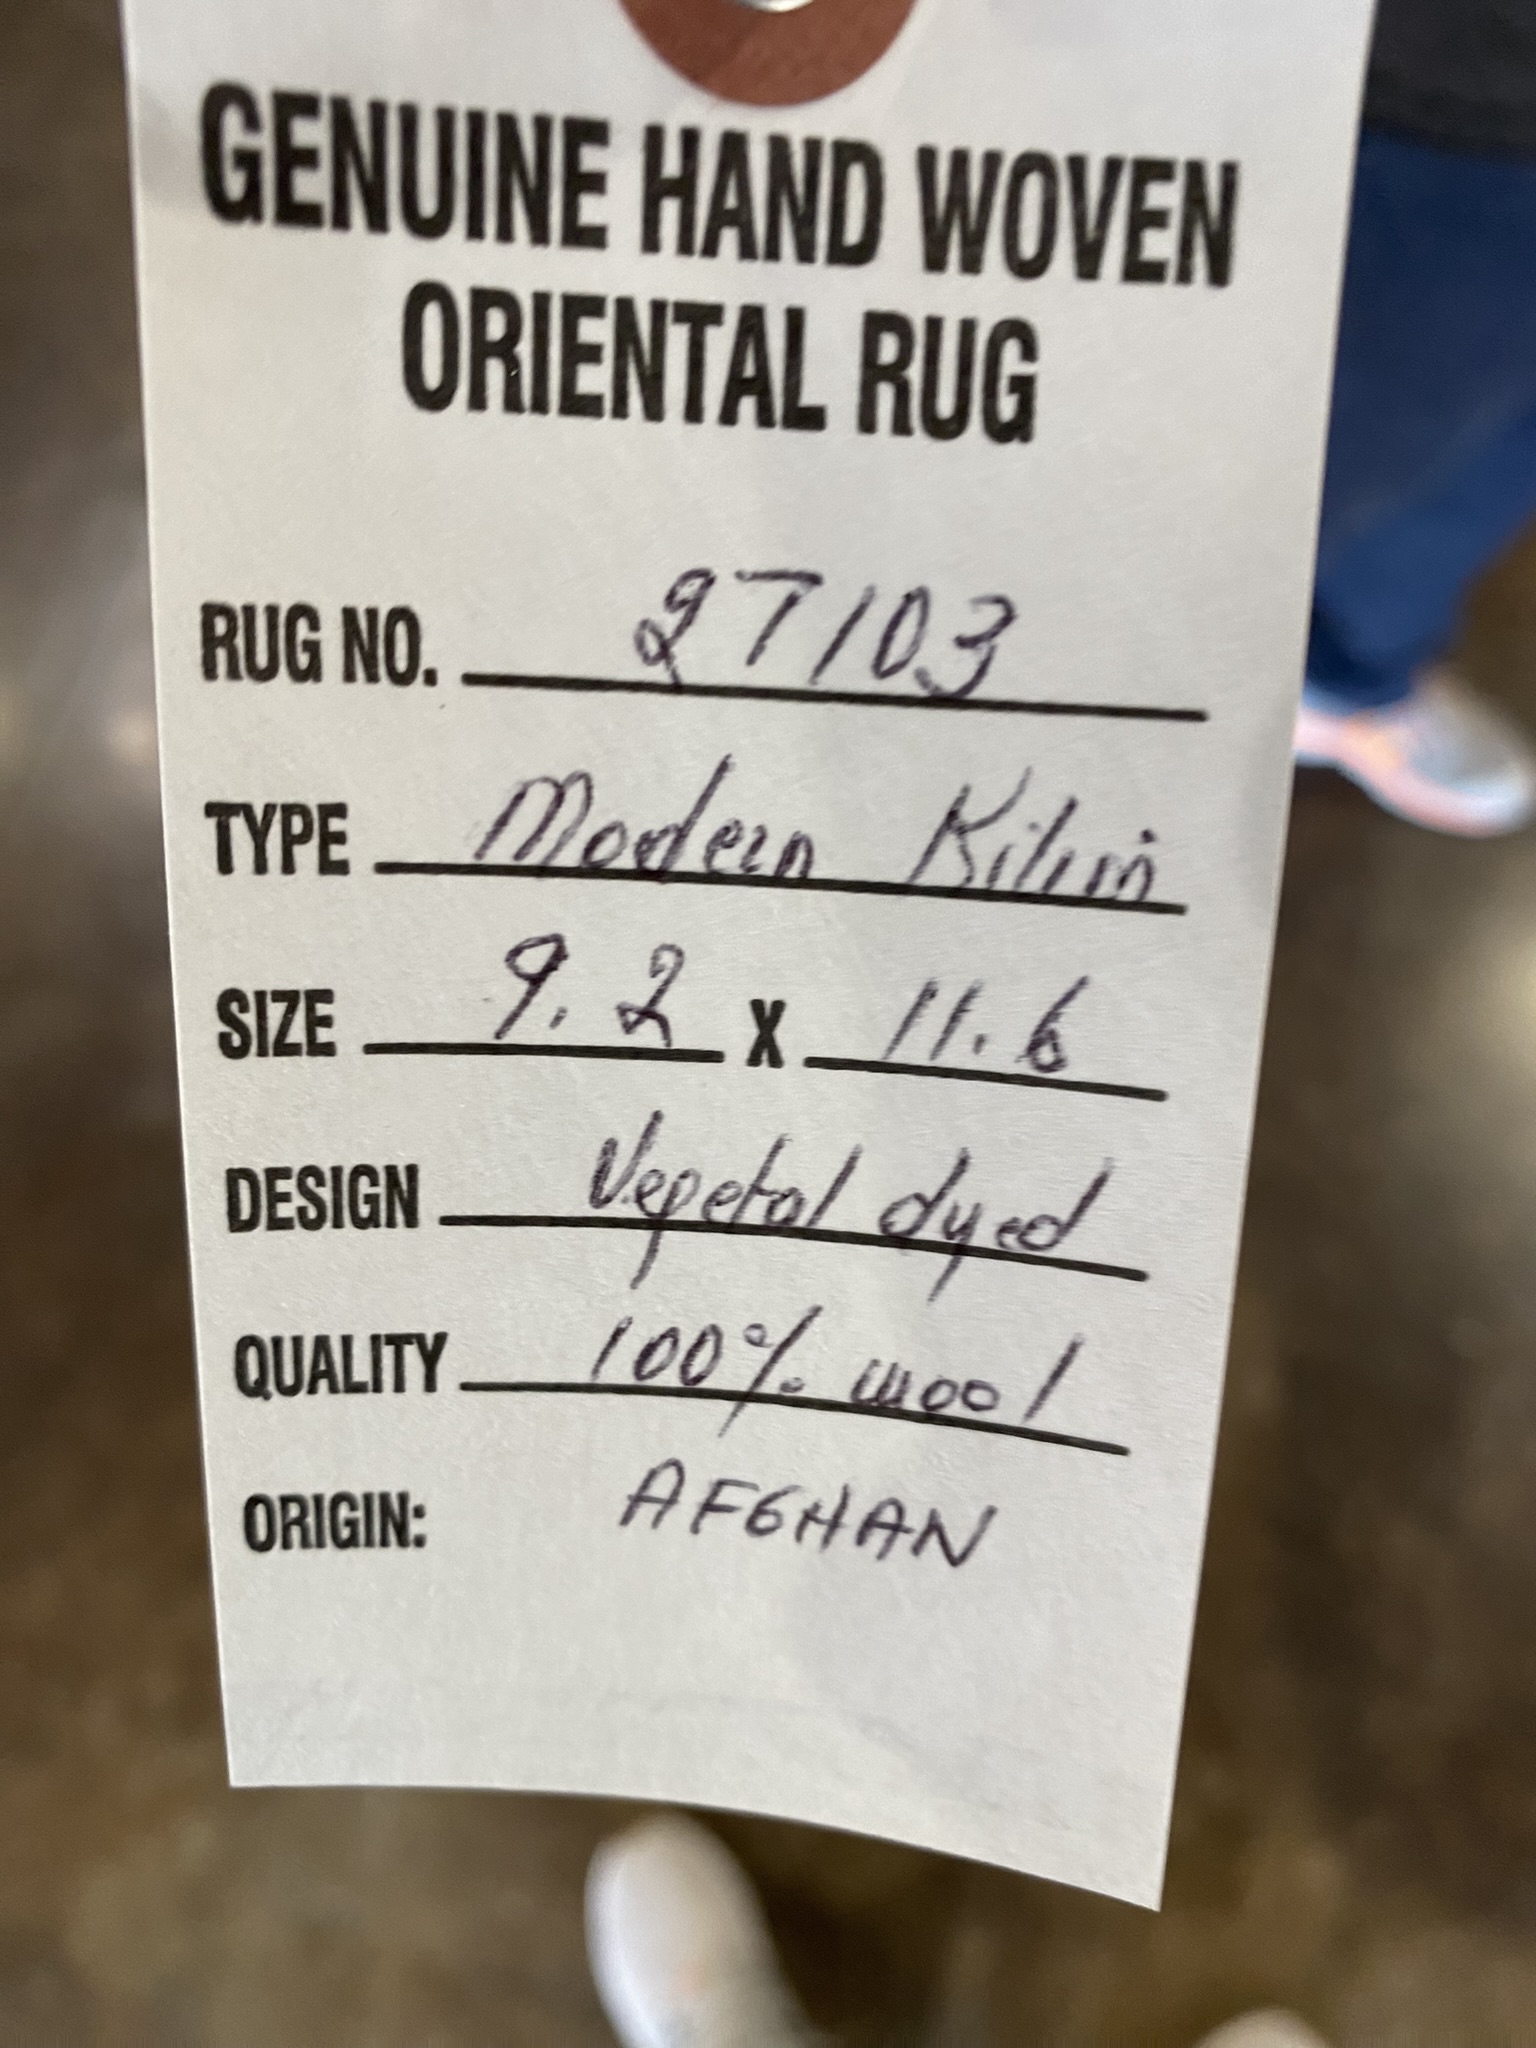 GENUINE HAND WOVEN
ORIENTAL RUG
RUG NO. 27103
TYPE Modern Kilim
SIZE 9.2 X 11.6
DESIGN Vegetal dyed
QUALITY 100% wool
ORIGIN: AFGHAN